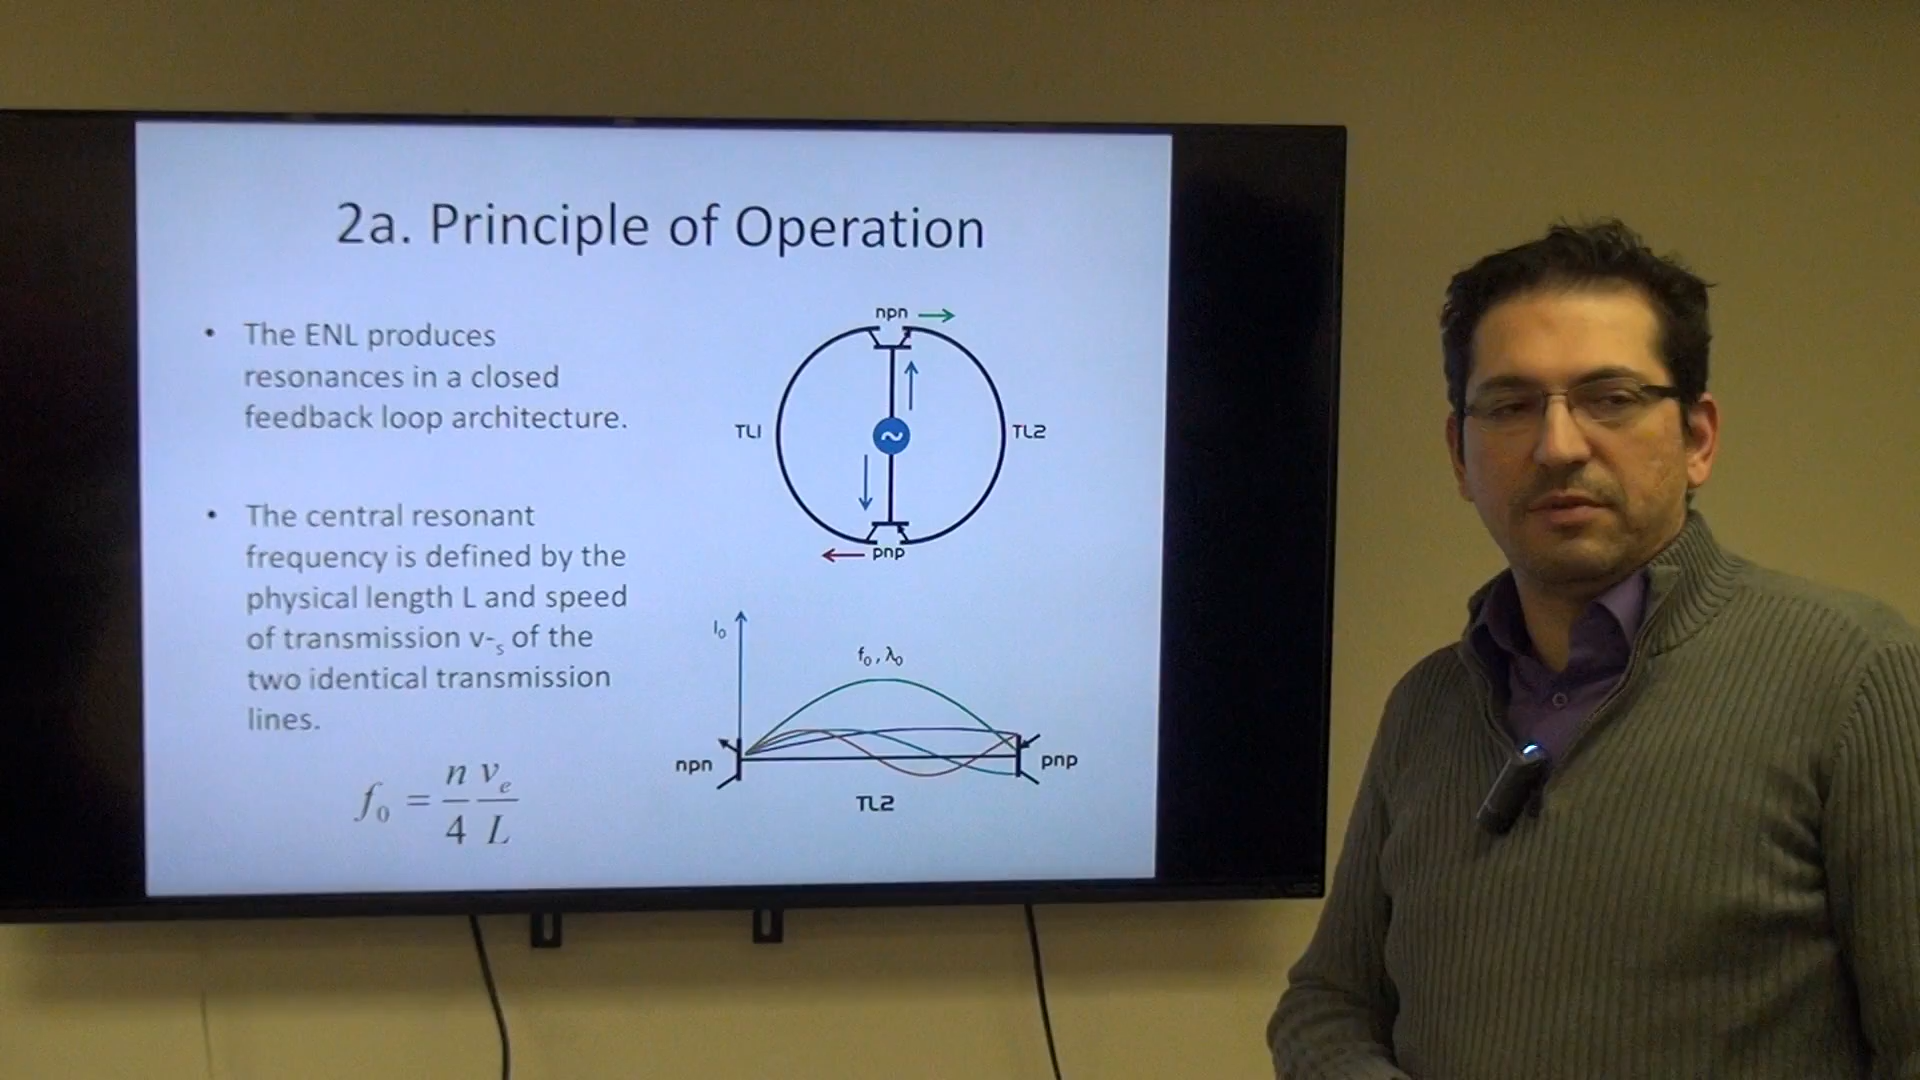 2a. Principle of Operation
• The ENL produces
resonances in a closed
feedback loop architecture.
• The central resonant
frequency is defined by the
physical length L and speed
of transmission v-ₛ of the
two identical transmission
lines.
f₀ = n/4 vₑ/L
npn
TL1
~
TL2
pnp
I₀
f₀ , λ₀
npn
pnp
TL2